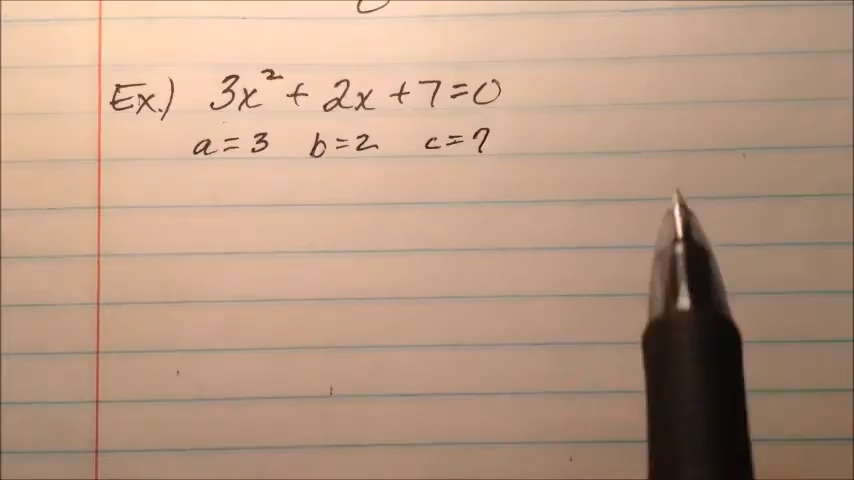 Ex.) 3x² + 2x + 7 = 0
a = 3 b = 2 c = 7